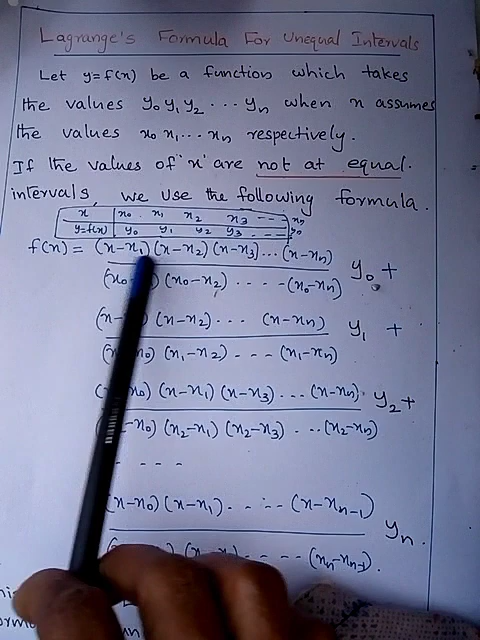 Lagrange's Formula For Unequal Intervals
Let y=f(x) be a function which takes
the values y₀ y₁ y₂ ... yₙ when x assumes
the values x₀ x₁ ... xₙ respectively.
If the values of 'x' are not at equal
intervals, we use the following formula.
x x₀ x₁ x₂ x₃ ---- xₙ
y=f(x) y₀ y₁ y₂ y₃ ----
f(x) = (x-x₁)(x-x₂)(x-x₃)...(x-xₙ)
(x₀-x₂) ---- (x₀-xₙ) y₀ +
(x-x₂)... (x-xₙ)
(x₁-x₂) --- (x₁-xₙ) y₁ +
(x-x₁)(x-x₃)...(x-xₙ)
(x₂-x₁)(x₂-x₃) ...(x₂-xₙ) y₂ +
- - - -
(x-x₀)(x-x₁).....(x-xₙ₋₁)
.... (xₙ-xₙ₋₁). yₙ.